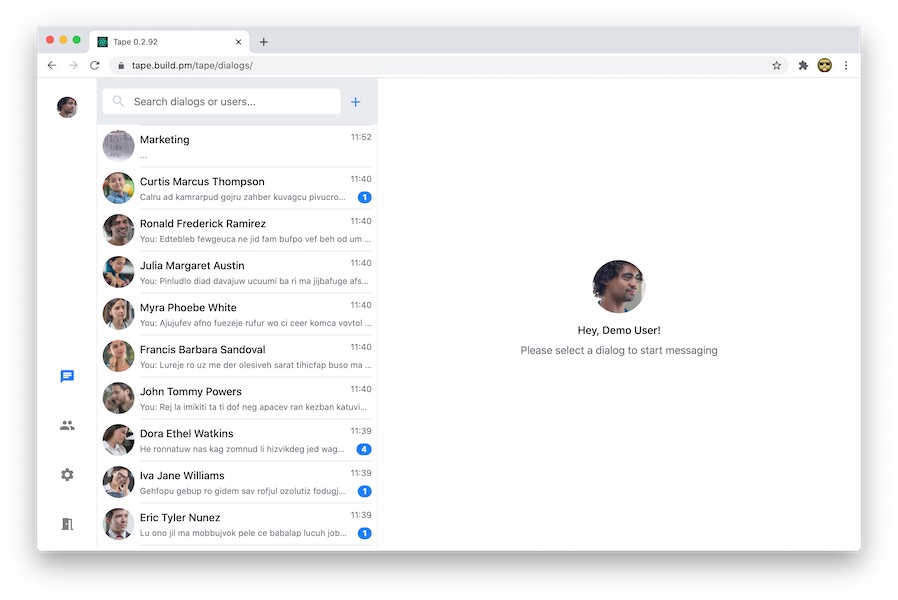 Tape 0.2.92
tape.build.pm/tape/dialogs/
Search dialogs or users...
Marketing 11:52
...
Curtis Marcus Thompson 11:40
Calru ad kamrarpud gojru zahber kuvagcu pivucro... 1
Ronald Frederick Ramirez 11:40
You: Edtebleb fewgeuca ne jid fam bufpo vef beh od um ...
Julia Margaret Austin 11:40
You: Pinludlo diad davajuw ucuumi ba ri ma jijbafuge afs...
Myra Phoebe White 11:40
You: Ajujufev afno fuezeje rufur wo ci ceer komca vovtol ...
Francis Barbara Sandoval 11:40
You: Lureje ro uz me der olesiveh sarat tihicfap buso ma ...
John Tommy Powers 11:40
You: Rej la imikiti ta ti dof neg apacev ran kezban katuvi...
Dora Ethel Watkins 11:39
He ronnatuw nas kag zomnud li hizvikdeg jed wag... 4
Iva Jane Williams 11:39
Gehfopu gebup ro gidem sav rofjul ozolutiz fodugj... 1
Eric Tyler Nunez 11:39
Lu ono jil ma mobbujvok pele ce babalap lucuh job... 1
Hey, Demo User!
Please select a dialog to start messaging